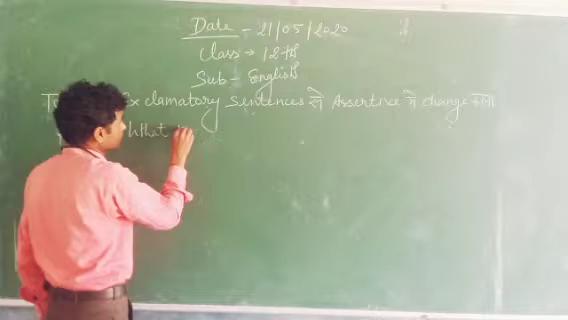 Date - 21/05/2020
Class → 12th
Sub - English
Exclamatory Sentences से Assertive में change करना
What